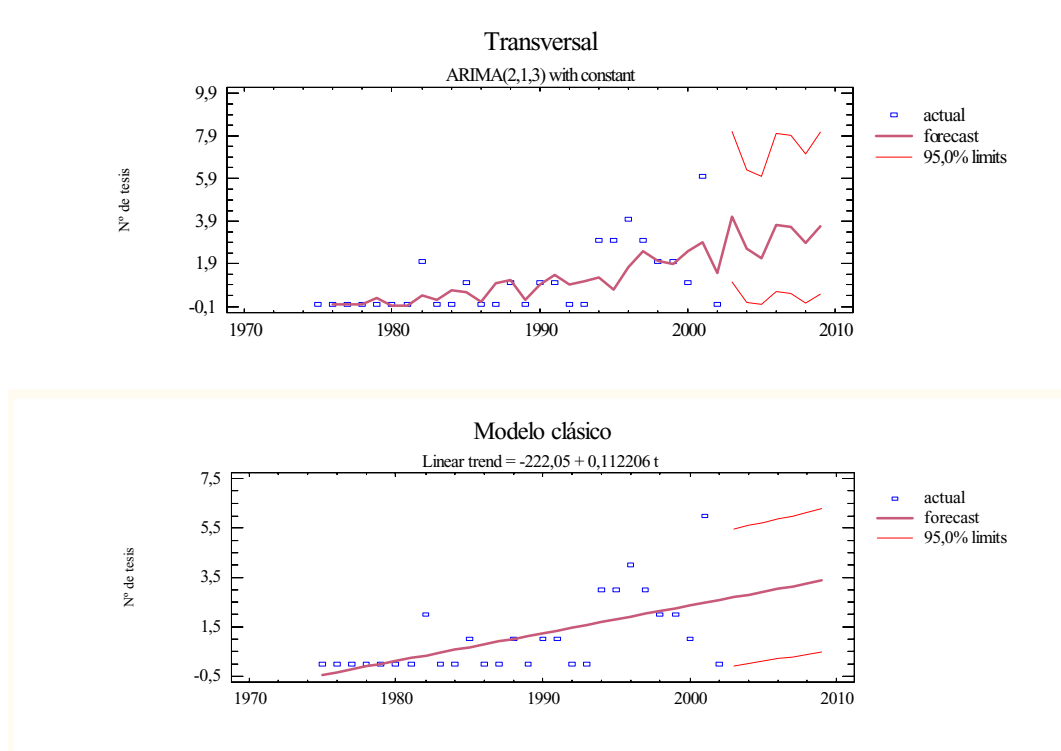 Transversal
ARIMA(2,1,3) with constant
9,9
7,9
5,9
3,9
1,9
-0,1
Nº de tesis
1970 1980 1990 2000 2010
actual
forecast
95,0% limits
Modelo clásico
Linear trend = -222,05 + 0,112206 t
7,5
5,5
3,5
1,5
-0,5
Nº de tesis
1970 1980 1990 2000 2010
actual
forecast
95,0% limits